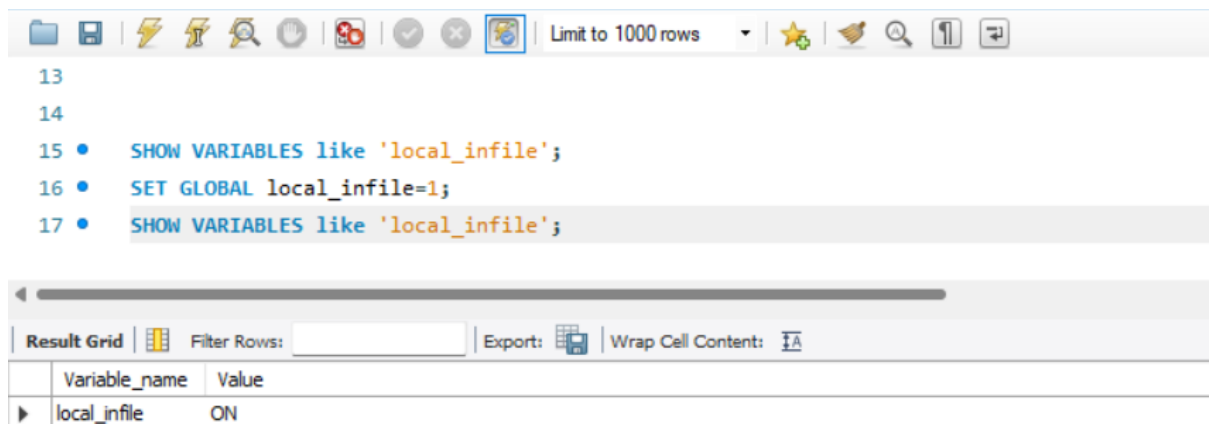 Limit to 1000 rows
13
14
15 SHOW VARIABLES like 'local_infile';
16 SET GLOBAL local_infile=1;
17 SHOW VARIABLES like 'local_infile';
Result Grid Filter Rows: Export: Wrap Cell Content: IA
Variable_name Value
local_infile ON